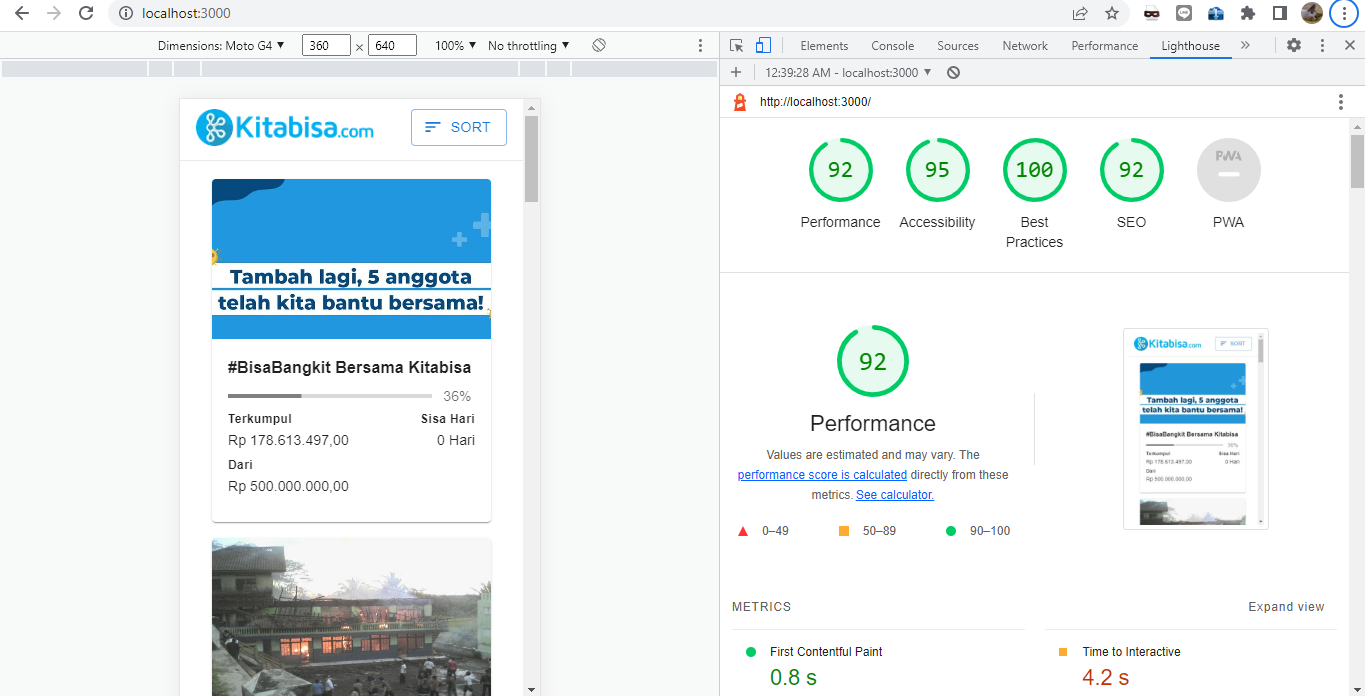 localhost:3000
Dimensions: Moto G4 ▼ 360 × 640 100% ▼ No throttling ▼
Kitabisa.com
SORT
Tambah lagi, 5 anggota
telah kita bantu bersama!
#BisaBangkit Bersama Kitabisa
36%
Terkumpul Sisa Hari
Rp 178.613.497,00 0 Hari
Dari
Rp 500.000.000,00
Elements Console Sources Network Performance Lighthouse »
+ 12:39:28 AM - localhost:3000 ▼
http://localhost:3000/
92 95 100 92 PWA
Performance Accessibility Best SEO PWA
Practices
92
Performance
Values are estimated and may vary. The
performance score is calculated directly from these
metrics. See calculator.
0–49 50–89 90–100
Kitabisa.com SORT
Tambah lagi, 5 anggota
telah kita bantu bersama!
#BisaBangkit Bersama Kitabisa
36%
Terkumpul Sisa Hari
Rp 178.613.497,00 0 Hari
Dari
Rp 500.000.000,00
METRICS Expand view
First Contentful Paint Time to Interactive
0.8 s 4.2 s